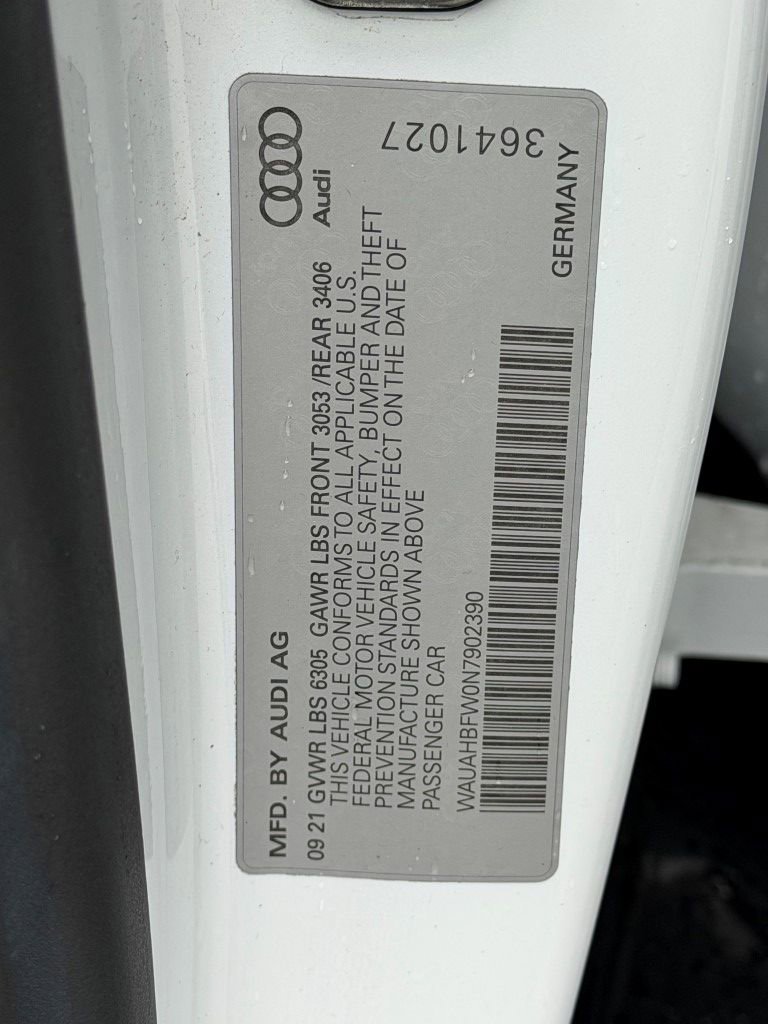 MFD. BY AUDI AG
Audi
09 21 GVWR LBS 6305 GAWR LBS FRONT 3053 /REAR 3406
THIS VEHICLE CONFORMS TO ALL APPLICABLE U.S.
FEDERAL MOTOR VEHICLE SAFETY, BUMPER AND THEFT
PREVENTION STANDARDS IN EFFECT ON THE DATE OF
MANUFACTURE SHOWN ABOVE
PASSENGER CAR
3641027
WAUAHBFW0N7902390
GERMANY